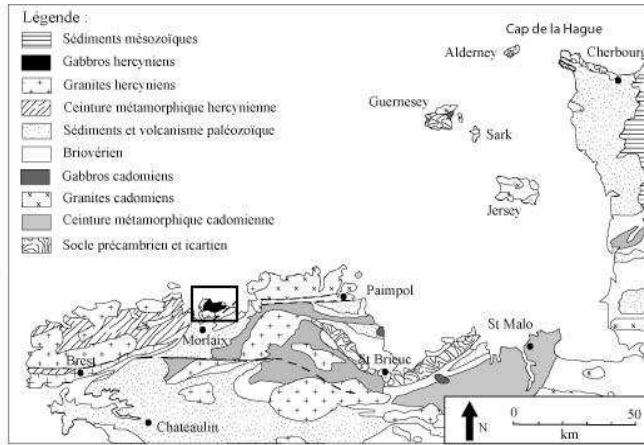 Légende :
Sédiments mésozoïques
Gabbros hercyniens
Granites hercyniens
Ceinture métamorphique hercynienne
Sédiments et volcanisme paléozoïque
Briovérien
Gabbros cadomiens
Granites cadomiens
Ceinture métamorphique cadomienne
Socle précambrien et icartien
Cap de la Hague
Alderney
Cherbourg
Guernesey
Sark
Jersey
Paimpol
Morlaix
St Malo
Brest
St Brieuc
Chateaulin
N
0 50
km